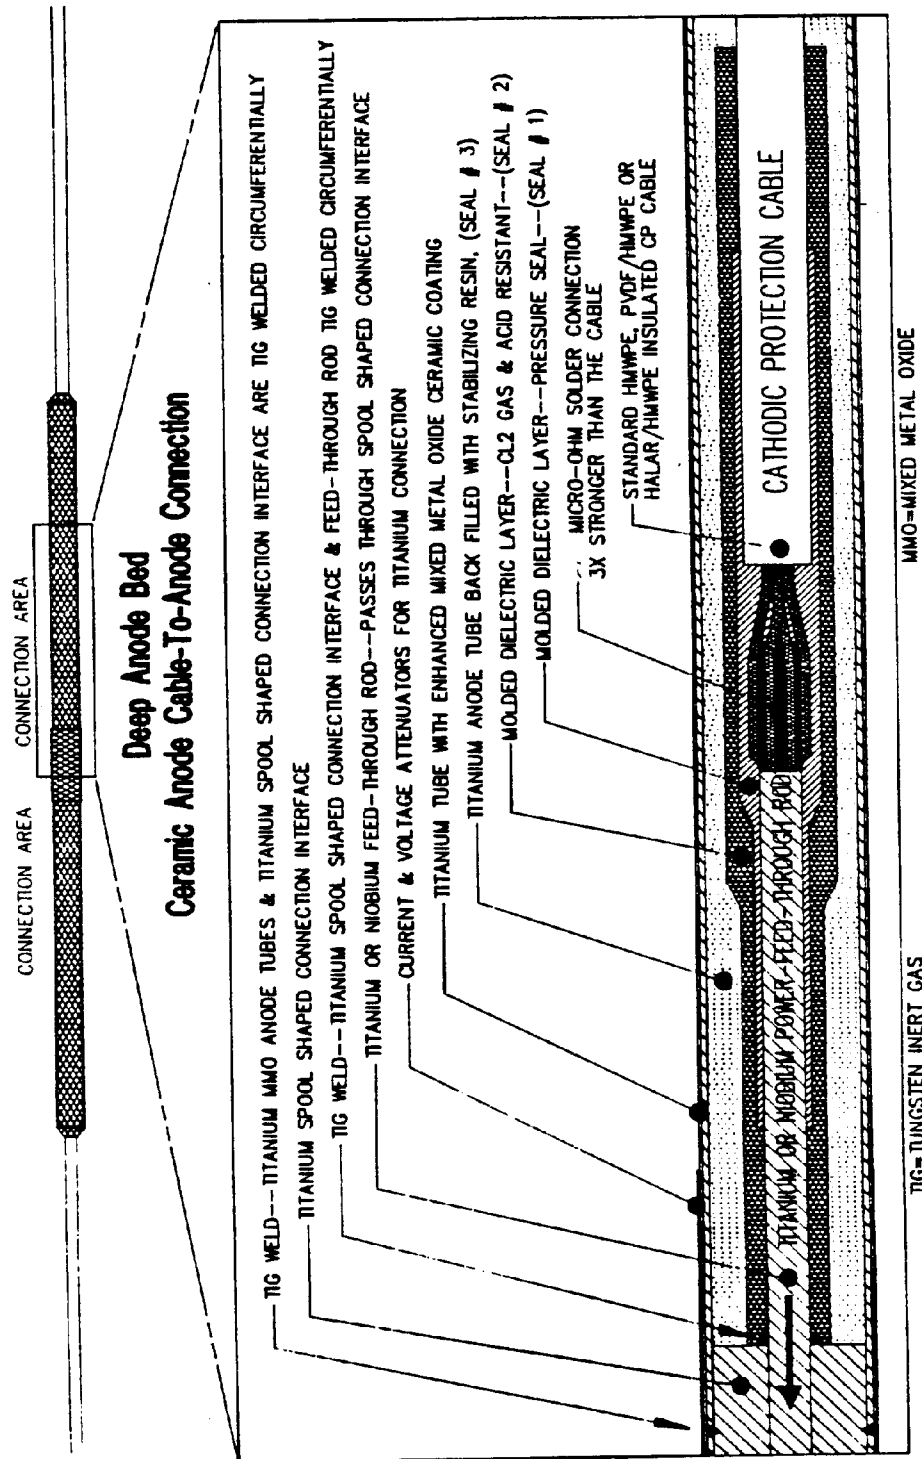 CONNECTION AREA CONNECTION AREA
Deep Anode Bed
Ceramic Anode Cable-To-Anode Connection
TIG WELD--TITANIUM MMO ANODE TUBES & TITANIUM SPOOL SHAPED CONNECTION INTERFACE ARE TIG WELDED CIRCUMFERENTIALLY
TITANIUM SPOOL SHAPED CONNECTION INTERFACE
TIG WELD--TITANIUM SPOOL SHAPED CONNECTION INTERFACE & FEED-THROUGH ROD TIG WELDED CIRCUMFERENTIALLY
TITANIUM OR NIOBIUM FEED-THROUGH ROD--PASSES THROUGH SPOOL SHAPED CONNECTION INTERFACE
CURRENT & VOLTAGE ATTENUATORS FOR TITANIUM CONNECTION
TITANIUM TUBE WITH ENHANCED MIXED METAL OXIDE CERAMIC COATING
TITANIUM ANODE TUBE BACK FILLED WITH STABILIZING RESIN, (SEAL # 3)
MOLDED DIELECTRIC LAYER--CL2 GAS & ACID RESISTANT--(SEAL # 2)
MOLDED DIELECTRIC LAYER--PRESSURE SEAL--(SEAL # 1)
MICRO-OHM SOLDER CONNECTION
3X STRONGER THAN THE CABLE
STANDARD HMWPE, PVDF/HMWPE OR
HALAR/HMWPE INSULATED CP CABLE
TITANIUM OR NIOBIUM POWER FEED-THROUGH ROD
CATHODIC PROTECTION CABLE
TIG=TUNGSTEN INERT GAS
MMO=MIXED METAL OXIDE